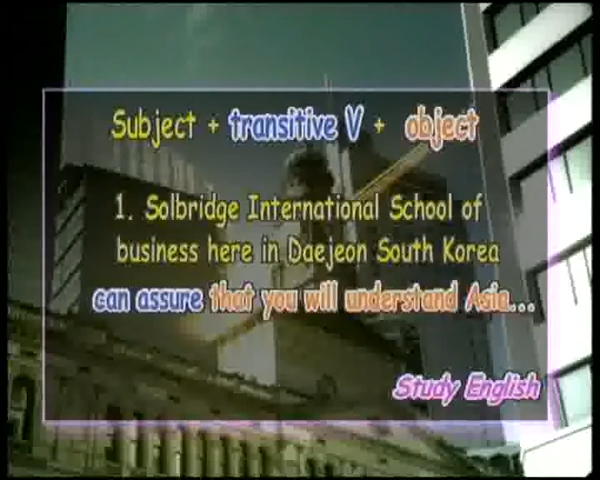 Subject + transitive V + object
1. Solbridge International School of
business here in Daejeon South Korea
can assure that you will understand Asia...
Study English